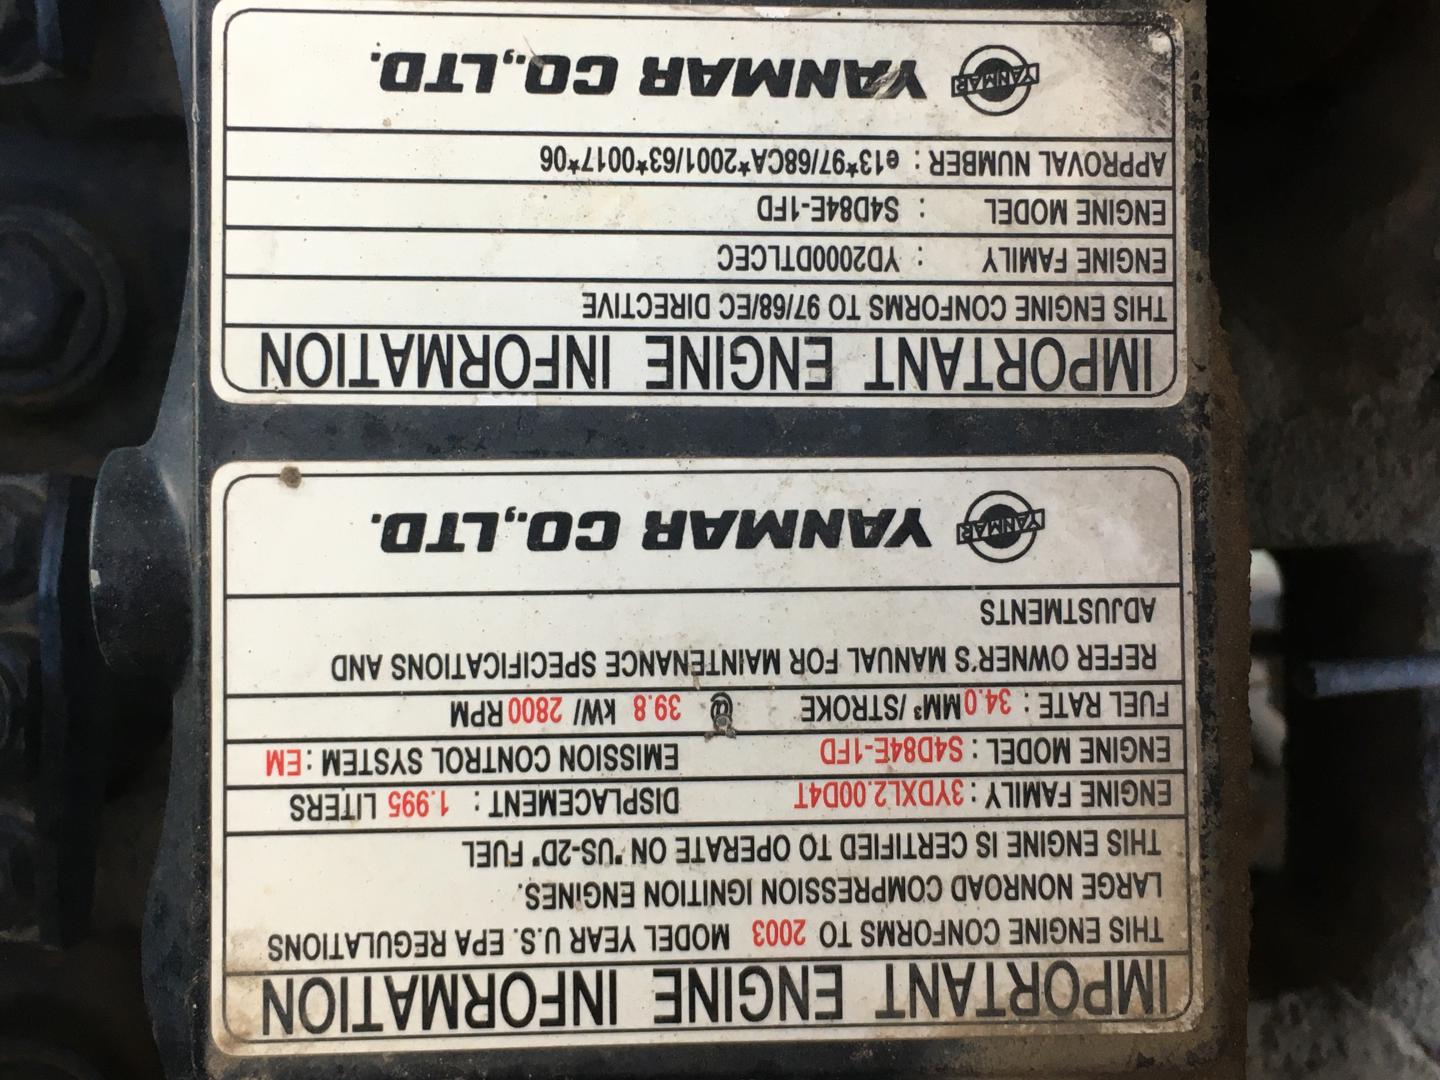 IMPORTANT ENGINE INFORMATION
THIS ENGINE CONFORMS TO 2003 MODEL YEAR U.S. EPA REGULATIONS
LARGE NONROAD COMPRESSION IGNITION ENGINES.
THIS ENGINE IS CERTIFIED TO OPERATE ON "US-2D" FUEL
ENGINE FAMILY : 3YDXL2.00D4T DISPLACEMENT : 1.995 LITERS
ENGINE MODEL : S4D84E-1FD EMISSION CONTROL SYSTEM : EM
FUEL RATE : 34.0 MM³ /STROKE @ 39.8 KW/ 2800 RPM
REFER OWNER'S MANUAL FOR MAINTENANCE SPECIFICATIONS AND
ADJUSTMENTS
YANMAR YANMAR CO.,LTD.
IMPORTANT ENGINE INFORMATION
THIS ENGINE CONFORMS TO 97/68/EC DIRECTIVE
ENGINE FAMILY : YD2000DTLCEC
ENGINE MODEL : S4D84E-1FD
APPROVAL NUMBER : e13*97/68CA*2001/63*0017*06
YANMAR YANMAR CO.,LTD.